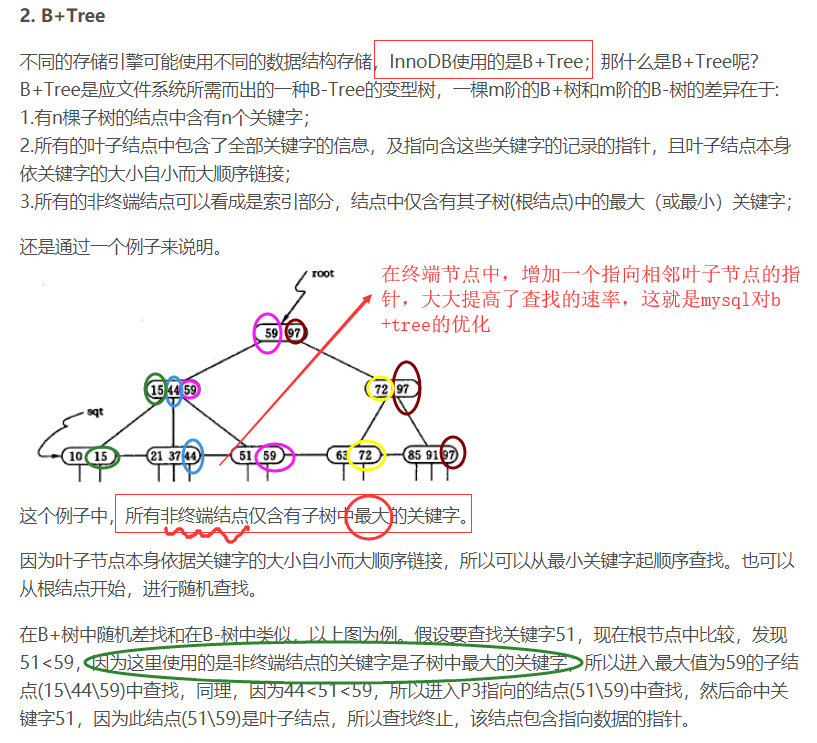 2. B+Tree
不同的存储引擎可能使用不同的数据结构存储，InnoDB使用的是B+Tree；那什么是B+Tree呢？
B+Tree是应文件系统所需而出的一种B-Tree的变型树，一棵m阶的B+树和m阶的B-树的差异在于:
1.有n棵子树的结点中含有n个关键字；
2.所有的叶子结点中包含了全部关键字的信息，及指向含这些关键字的记录的指针，且叶子结点本身
依关键字的大小自小而大顺序链接；
3.所有的非终端结点可以看成是索引部分，结点中仅含有其子树(根结点)中的最大（或最小）关键字；
还是通过一个例子来说明。
root
在终端节点中，增加一个指向相邻叶子节点的指
针，大大提高了查找的速率，这就是mysql对b
+tree的优化
59 97
15 44 59
72 97
sqt
10 15
21 37 44
51 59
63 72
85 91 97
这个例子中，所有非终端结点仅含有子树中最大的关键字。
因为叶子节点本身依据关键字的大小自小而大顺序链接，所以可以从最小关键字起顺序查找。也可以
从根结点开始，进行随机查找。
在B+树中随机差找和在B-树中类似，以上图为例。假设要查找关键字51，现在根节点中比较，发现
51<59，因为这里使用的是非终端结点的关键字是子树中最大的关键字，所以进入最大值为59的子结
点(15\44\59)中查找，同理，因为44<51<59，所以进入P3指向的结点(51\59)中查找，然后命中关
键字51，因为此结点(51\59)是叶子结点，所以查找终止，该结点包含指向数据的指针。